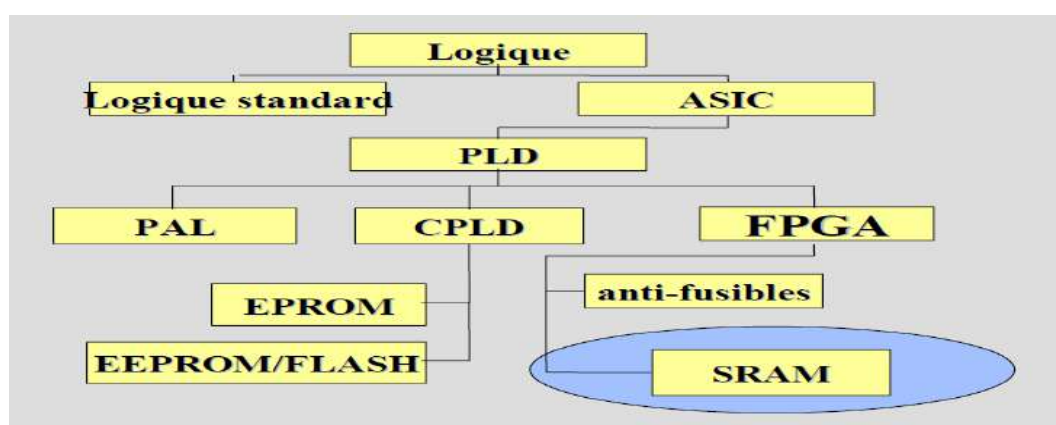 Logique
Logique standard
ASIC
PLD
PAL
CPLD
FPGA
EPROM
anti-fusibles
EEPROM/FLASH
SRAM